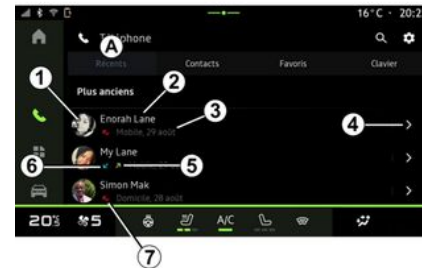 16°C · 20:2
Téléphone
A
Récents Contacts Favoris Clavier
Plus anciens
1 2
Enorah Lane
3
Mobile, 29 août
4
My Lane
6 5
Simon Mak
Domicile, 28 août
20 5 A/C
7